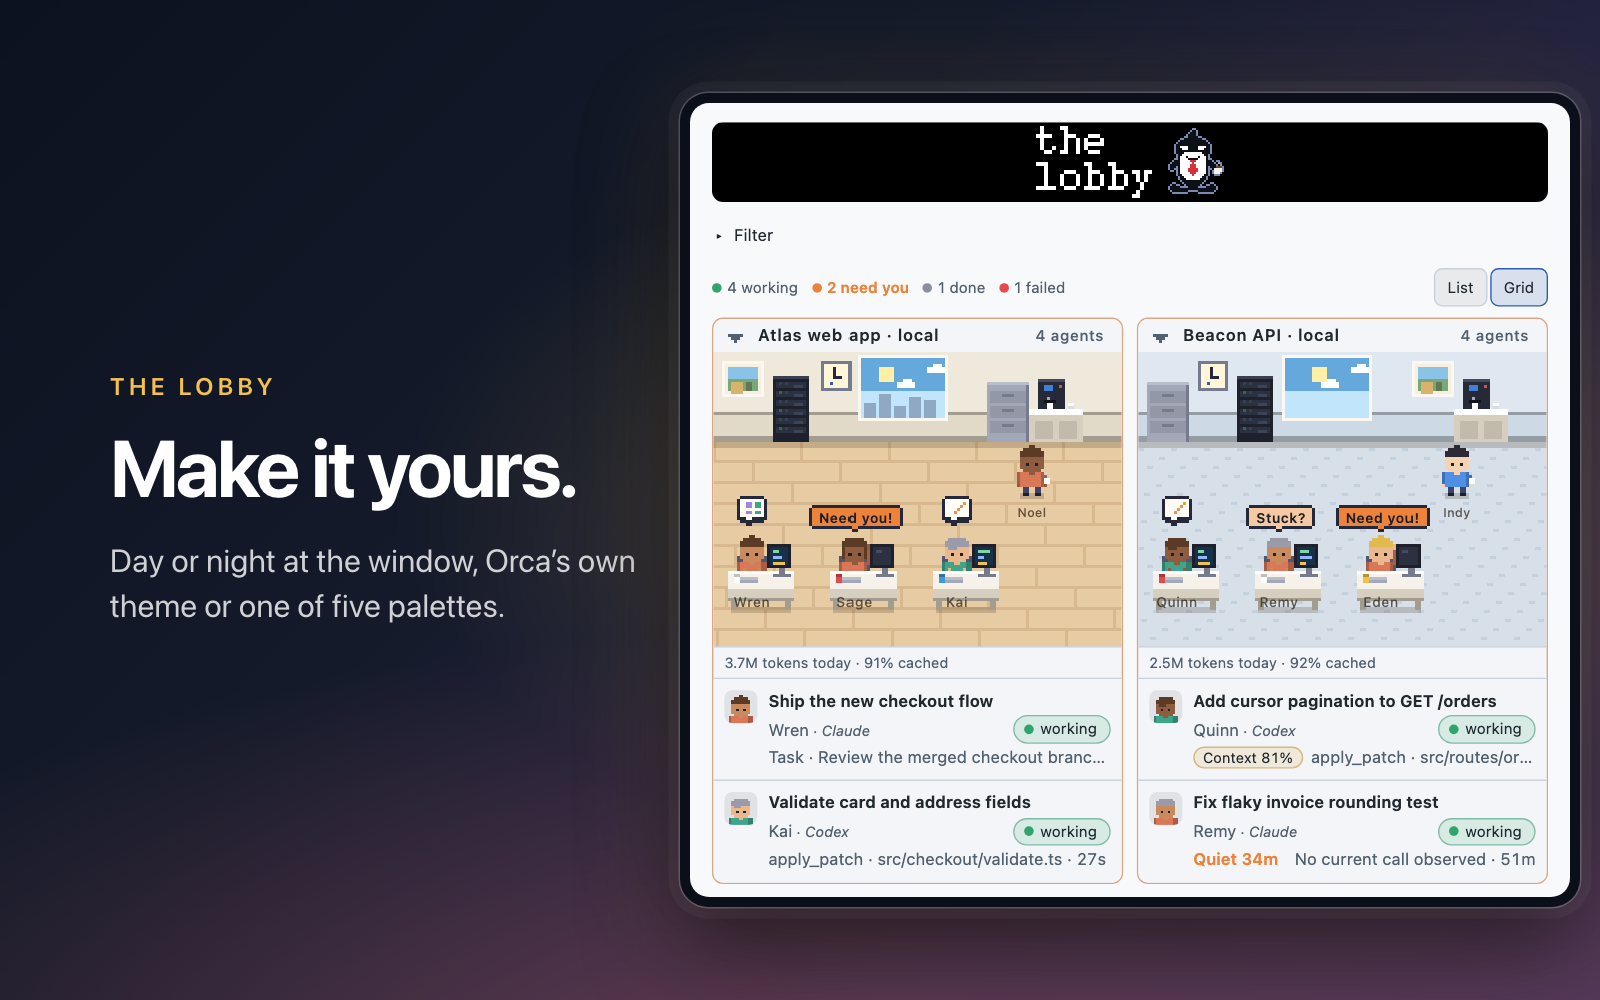 THE LOBBY
Make it yours.
Day or night at the window, Orca's own
theme or one of five palettes.
the
lobby
Filter
4 working 2 need you 1 done 1 failed
List Grid
Atlas web app · local 4 agents
Noel
Need you!
Wren Sage Kai
3.7M tokens today · 91% cached
Ship the new checkout flow
Wren · Claude working
Task · Review the merged checkout branc...
Validate card and address fields
Kai · Codex working
apply_patch · src/checkout/validate.ts · 27s
Beacon API · local 4 agents
Indy
Stuck? Need you!
Quinn Remy Eden
2.5M tokens today · 92% cached
Add cursor pagination to GET /orders
Quinn · Codex working
Context 81% apply_patch · src/routes/or...
Fix flaky invoice rounding test
Remy · Claude working
Quiet 34m No current call observed · 51m